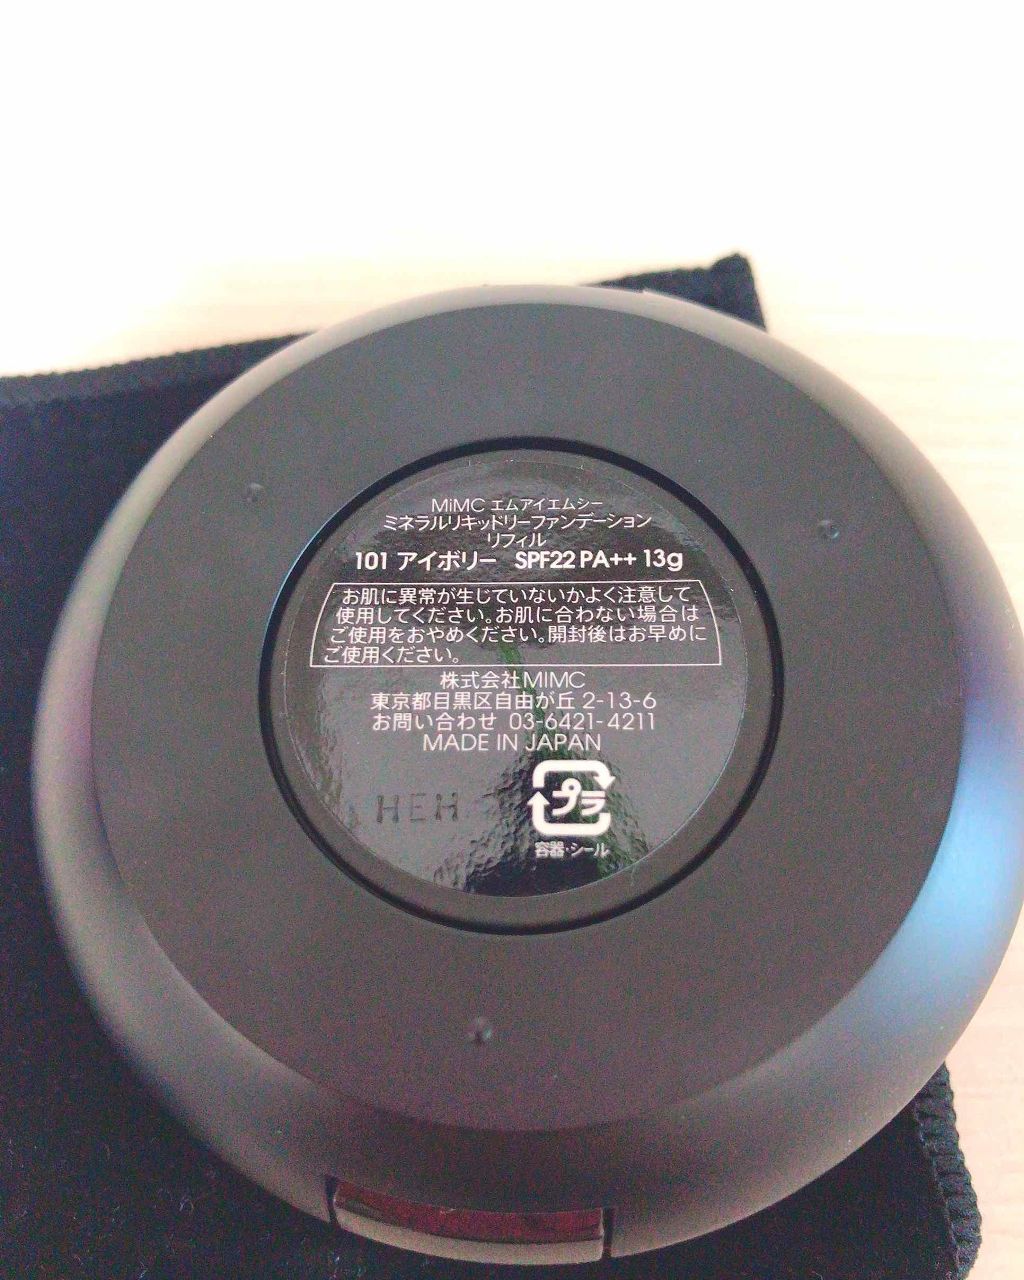 MiMC エムアイエムシー
ミネラルリキッドリーファンデーション
リフィル
101 アイボリー SPF22 PA++ 13g
お肌に異常が生じていないかよく注意して
使用してください。お肌に合わない場合は
ご使用をおやめください。開封後はお早めに
ご使用ください。
株式会社MIMC
東京都目黒区自由が丘 2-13-6
お問い合わせ 03-6421-4211
MADE IN JAPAN
HEH
プラ
容器・シール